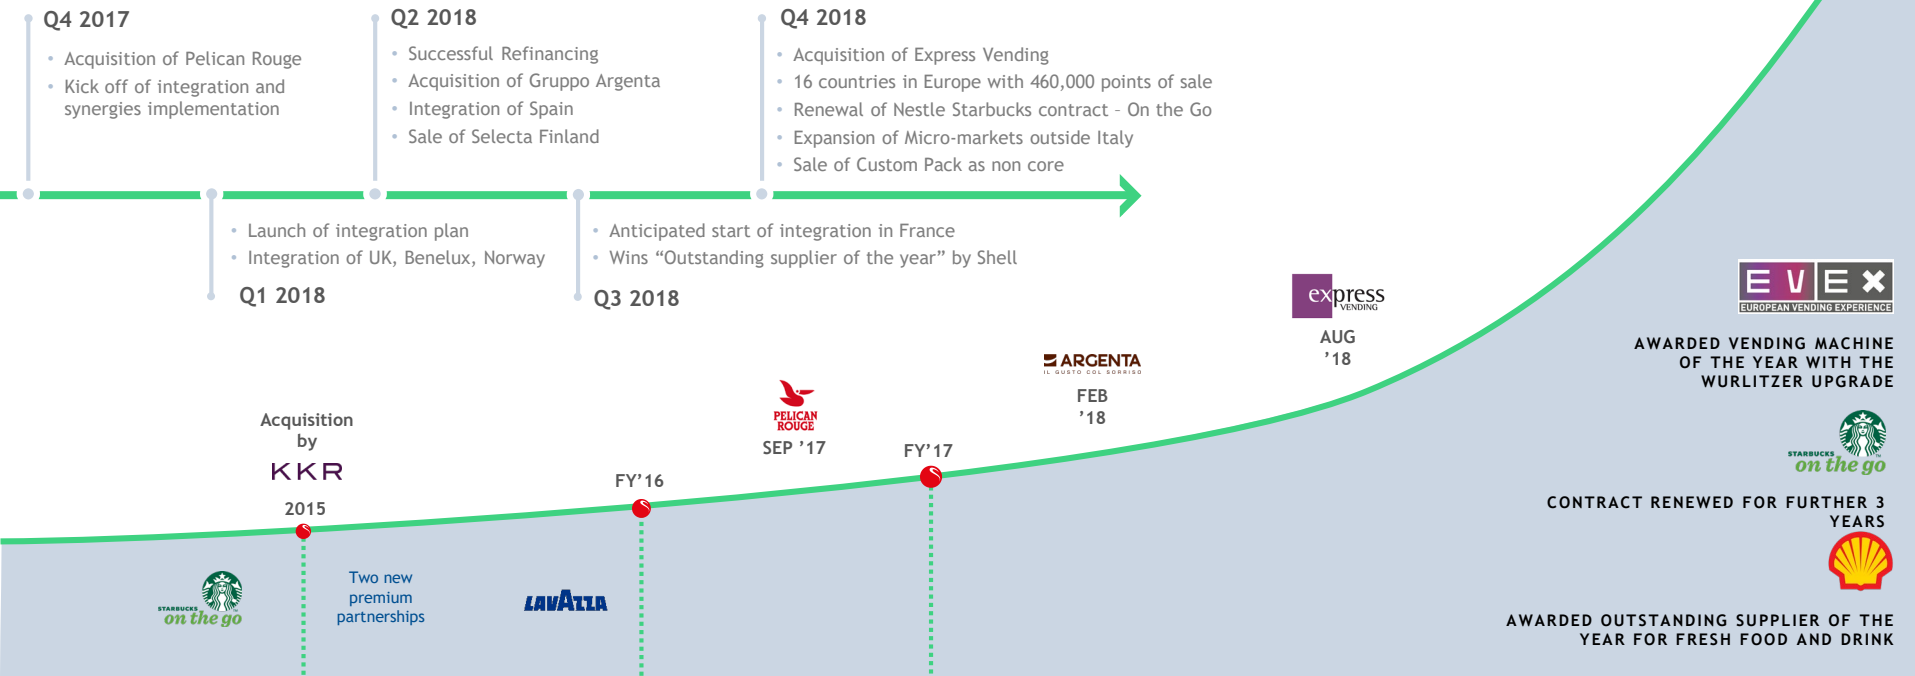 Q4 2017
• Acquisition of Pelican Rouge
• Kick off of integration and
synergies implementation
Q2 2018
• Successful Refinancing
• Acquisition of Gruppo Argenta
• Integration of Spain
• Sale of Selecta Finland
Q4 2018
• Acquisition of Express Vending
• 16 countries in Europe with 460,000 points of sale
• Renewal of Nestle Starbucks contract – On the Go
• Expansion of Micro-markets outside Italy
• Sale of Custom Pack as non core
• Launch of integration plan
• Integration of UK, Benelux, Norway
Q1 2018
• Anticipated start of integration in France
• Wins “Outstanding supplier of the year” by Shell
Q3 2018
Acquisition
by
KKR
2015
FY’16
PELICAN
ROUGE
SEP ’17
FY’17
ARGENTA
IL GUSTO COL SORRISO
FEB
’18
express
VENDING
AUG
’18
STARBUCKS
on the go
Two new
premium
partnerships
LAVAZZA
EVEX
EUROPEAN VENDING EXPERIENCE
AWARDED VENDING MACHINE
OF THE YEAR WITH THE
WURLITZER UPGRADE
STARBUCKS
on the go
CONTRACT RENEWED FOR FURTHER 3
YEARS
AWARDED OUTSTANDING SUPPLIER OF THE
YEAR FOR FRESH FOOD AND DRINK